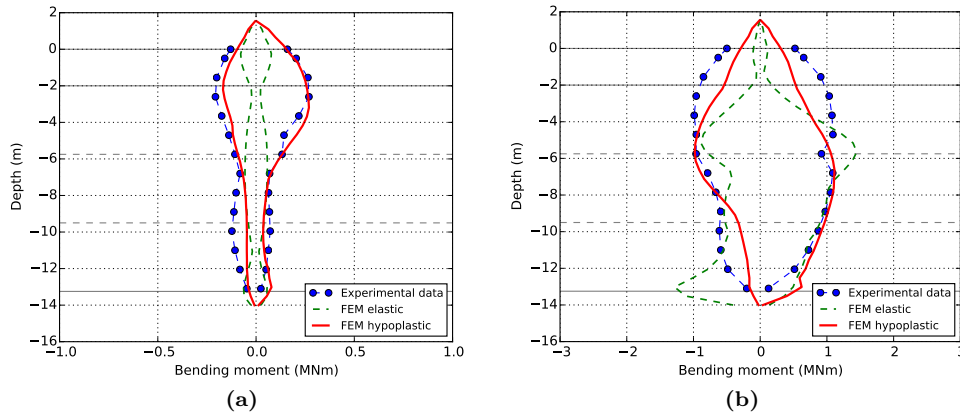 2
0
−2
−4
−6
−8
−10
−12
−14
−16
Depth (m)
−1.0 −0.5 0.0 0.5 1.0
Bending moment (MNm)
Experimental data
FEM elastic
FEM hypoplastic
(a)
2
0
−2
−4
−6
−8
−10
−12
−14
−16
Depth (m)
−3 −2 −1 0 1 2 3
Bending moment (MNm)
Experimental data
FEM elastic
FEM hypoplastic
(b)